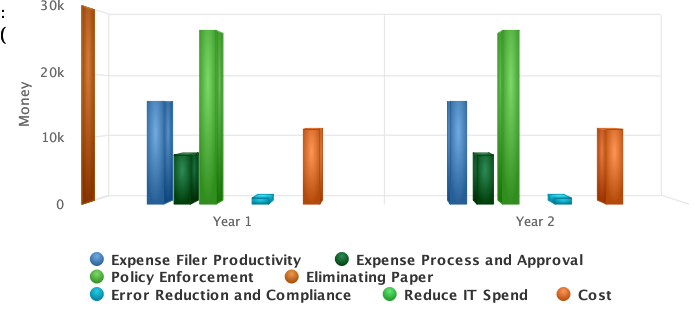 :
(
30k
20k
10k
0
Money
Year 1 Year 2
Expense Filer Productivity Expense Process and Approval
Policy Enforcement Eliminating Paper
Error Reduction and Compliance Reduce IT Spend Cost